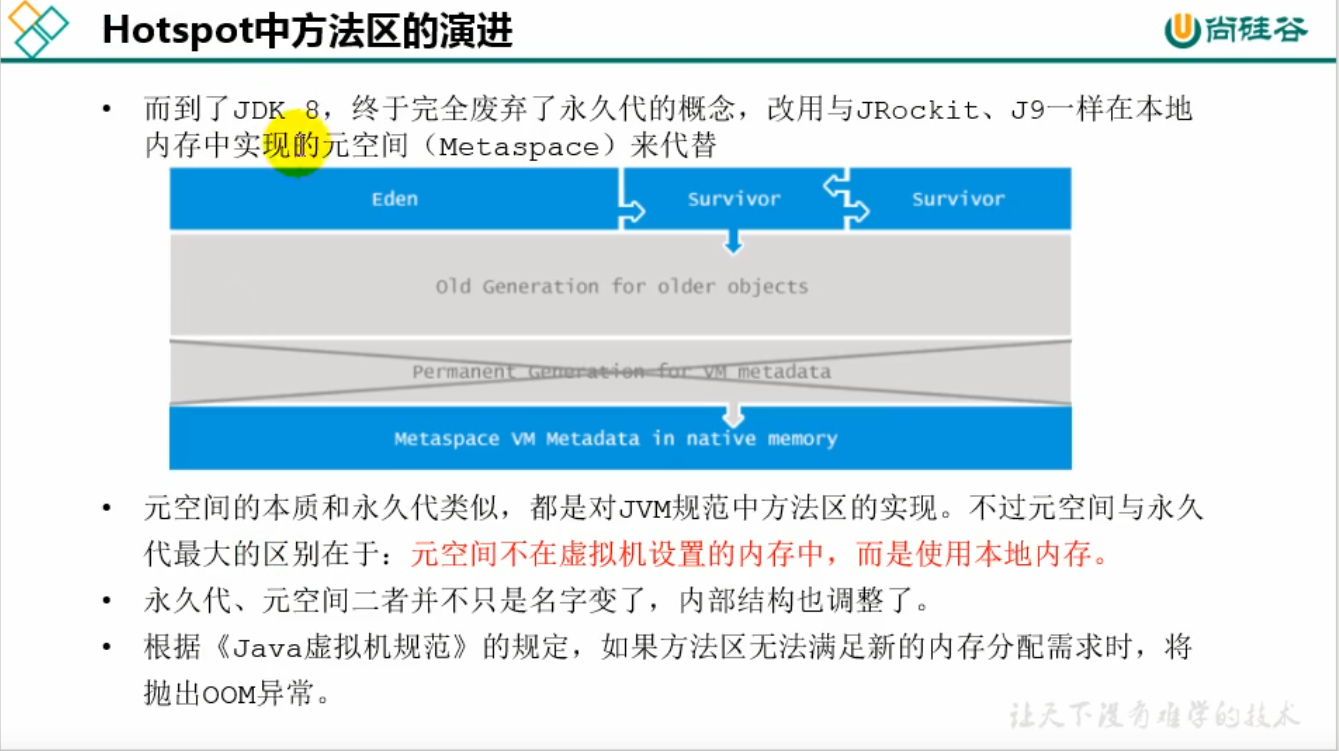 Hotspot中方法区的演进
尚硅谷
• 而到了JDK 8，终于完全废弃了永久代的概念，改用与JRockit、J9一样在本地
内存中实现的元空间（Metaspace）来代替
Eden
Survivor
Survivor
Old Generation for older objects
Permanent Generation for VM metadata
Metaspace VM Metadata in native memory
• 元空间的本质和永久代类似，都是对JVM规范中方法区的实现。不过元空间与永久
代最大的区别在于：元空间不在虚拟机设置的内存中，而是使用本地内存。
• 永久代、元空间二者并不只是名字变了，内部结构也调整了。
• 根据《Java虚拟机规范》的规定，如果方法区无法满足新的内存分配需求时，将
抛出OOM异常。
让天下没有难学的技术